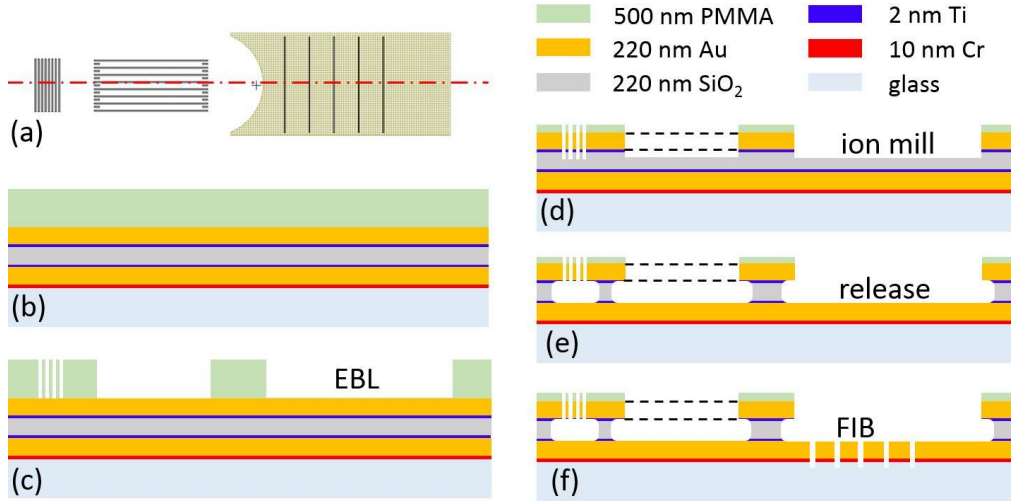 500 nm PMMA
2 nm Ti
220 nm Au
10 nm Cr
220 nm SiO₂
glass
(a)
(b)
EBL
(c)
ion mill
(d)
release
(e)
FIB
(f)